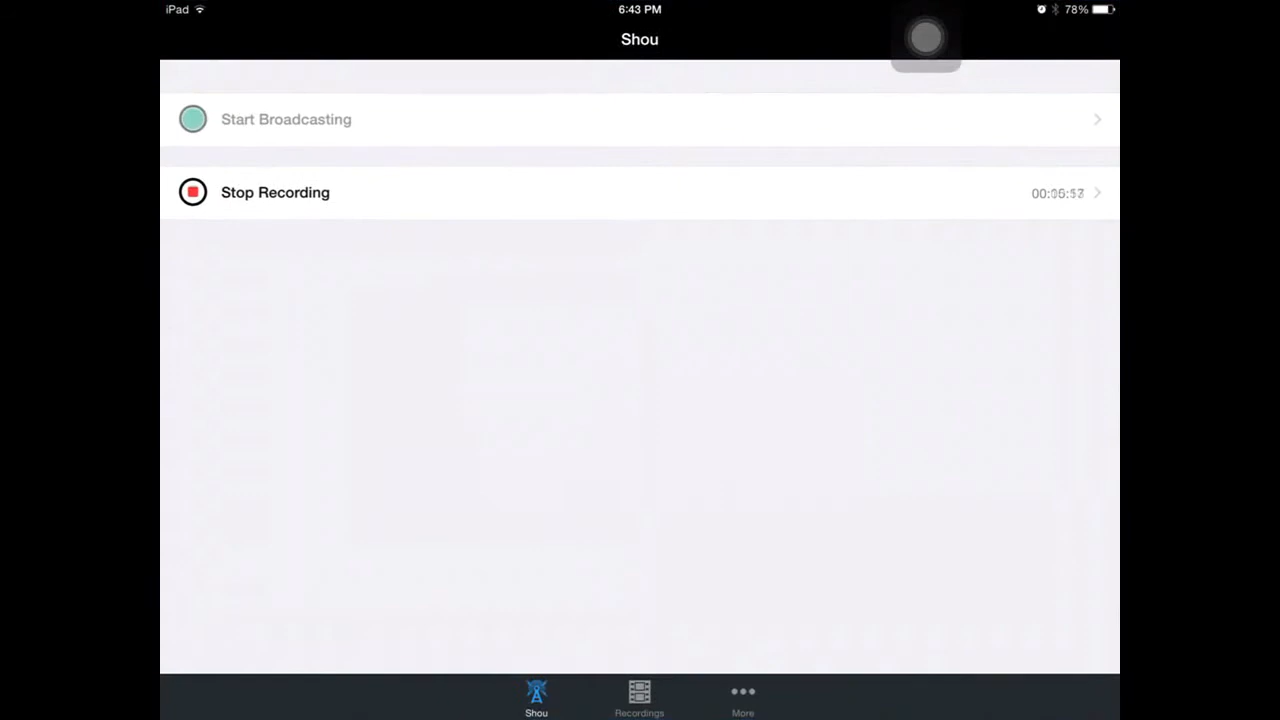 iPad 6:43 PM 78%
Shou
Start Broadcasting
Stop Recording
Shou Recordings More